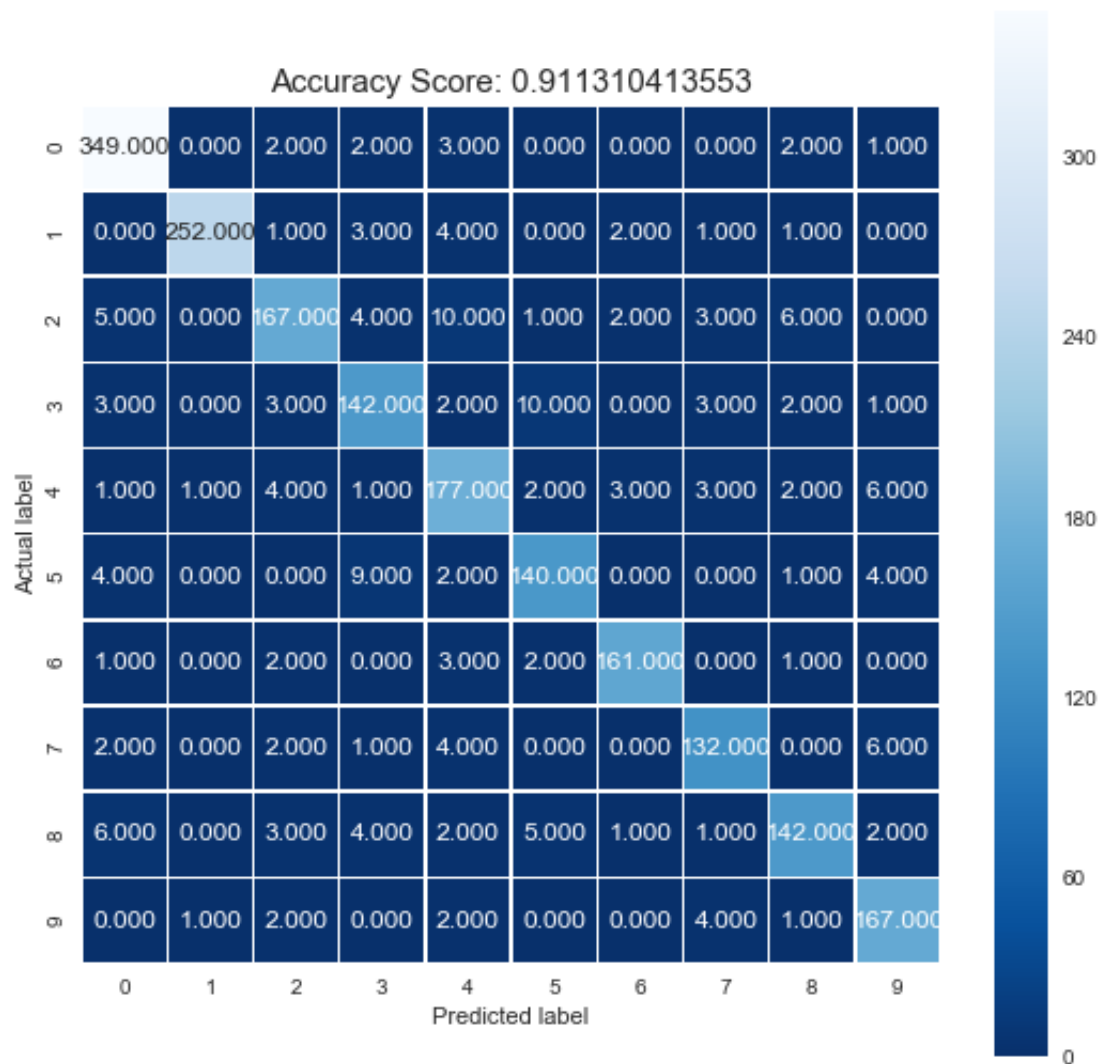 Accuracy Score: 0.911310413553
0 349.000 0.000 2.000 2.000 3.000 0.000 0.000 0.000 2.000 1.000
1 0.000 252.000 1.000 3.000 4.000 0.000 2.000 1.000 1.000 0.000
2 5.000 0.000 167.000 4.000 10.000 1.000 2.000 3.000 6.000 0.000
3 3.000 0.000 3.000 142.000 2.000 10.000 0.000 3.000 2.000 1.000
4 1.000 1.000 4.000 1.000 177.000 2.000 3.000 3.000 2.000 6.000
5 4.000 0.000 0.000 9.000 2.000 140.000 0.000 0.000 1.000 4.000
6 1.000 0.000 2.000 0.000 3.000 2.000 161.000 0.000 1.000 0.000
7 2.000 0.000 2.000 1.000 4.000 0.000 0.000 132.000 0.000 6.000
8 6.000 0.000 3.000 4.000 2.000 5.000 1.000 1.000 142.000 2.000
9 0.000 1.000 2.000 0.000 2.000 0.000 0.000 4.000 1.000 167.000
0 1 2 3 4 5 6 7 8 9
Predicted label
Actual label
300
240
180
120
60
0